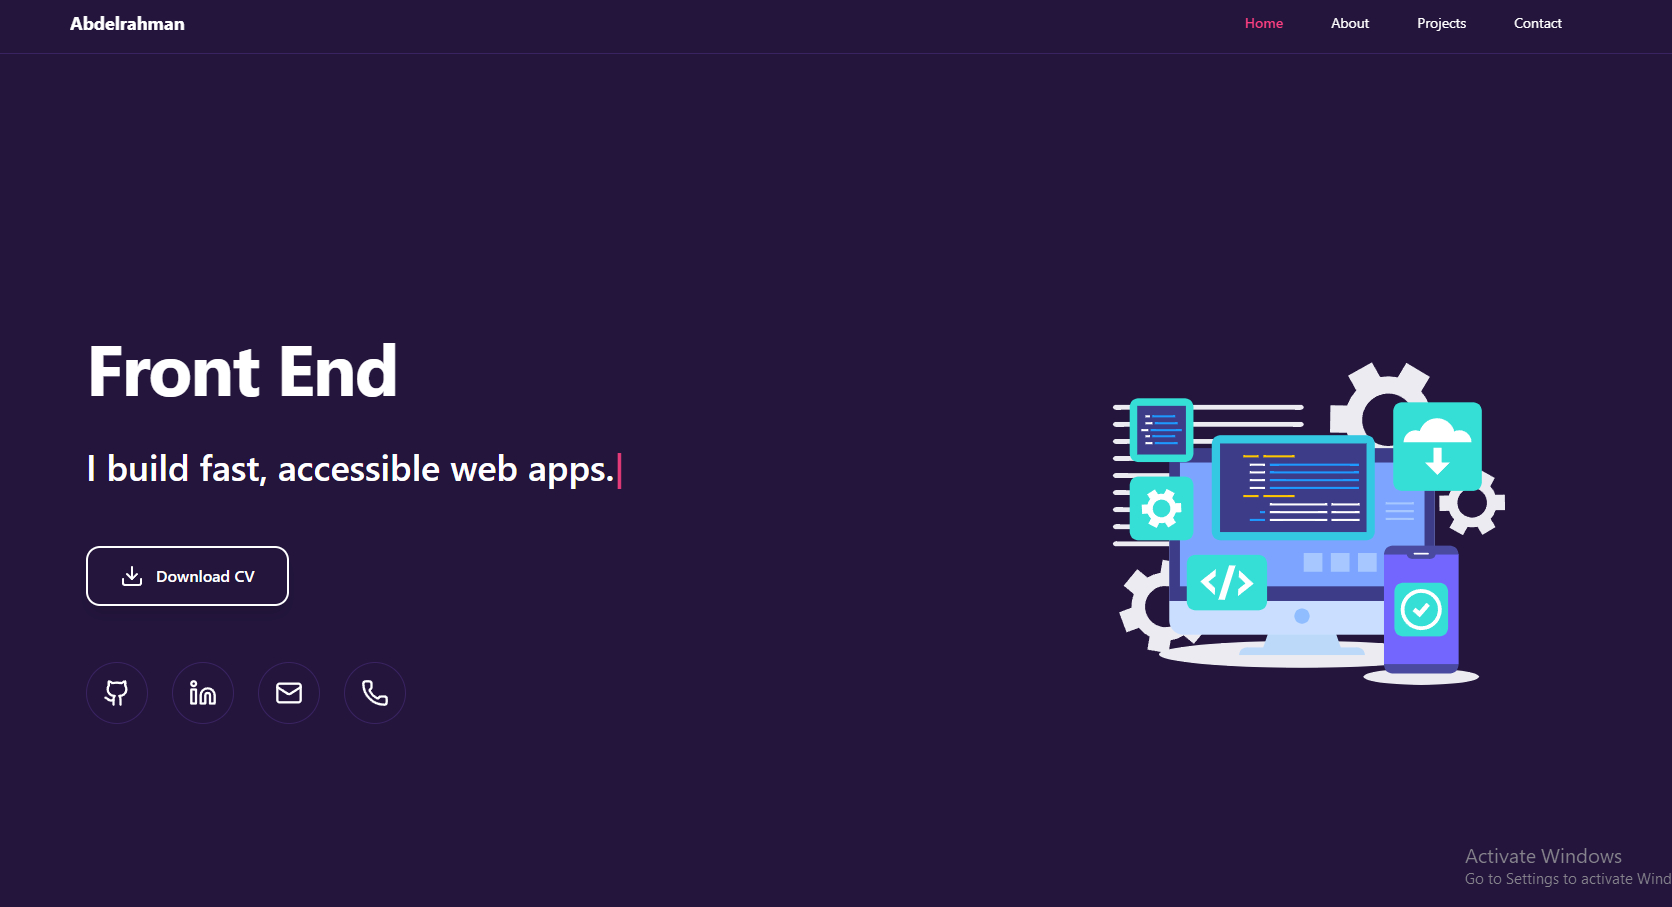 Abdelrahman
Home About Projects Contact
Front End
I build fast, accessible web apps.
Download CV
</>
Activate Windows
Go to Settings to activate Wind